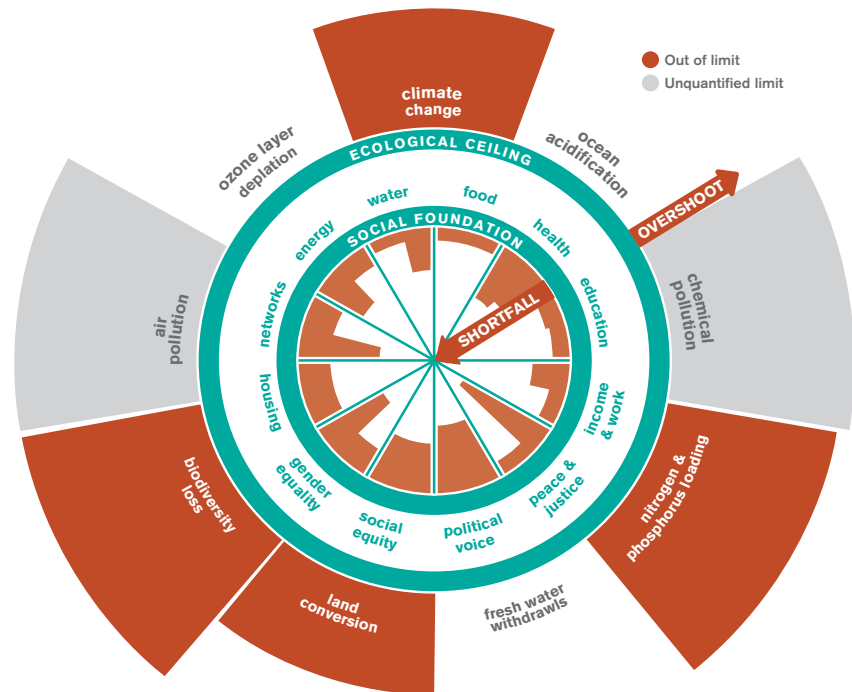 climate
change
Out of limit
Unquantified limit
ozone layer
deplation
ocean
acidification
ECOLOGICAL CEILING
OVERSHOOT
water
food
energy
health
SOCIAL FOUNDATION
networks
education
SHORTFALL
air
pollution
chemical
pollution
housing
income
& work
gender
equality
peace &
justice
social
equity
political
voice
biodiversity
loss
nitrogen &
phosphorus loading
land
conversion
fresh water
withdrawls